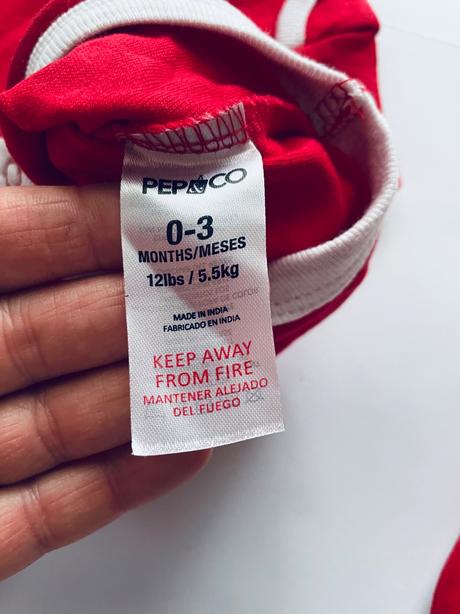 PEP&CO
0-3
MONTHS/MESES
12lbs / 5.5kg
MADE IN INDIA
FABRICADO EN INDIA
KEEP AWAY
FROM FIRE
MANTENER ALEJADO
DEL FUEGO